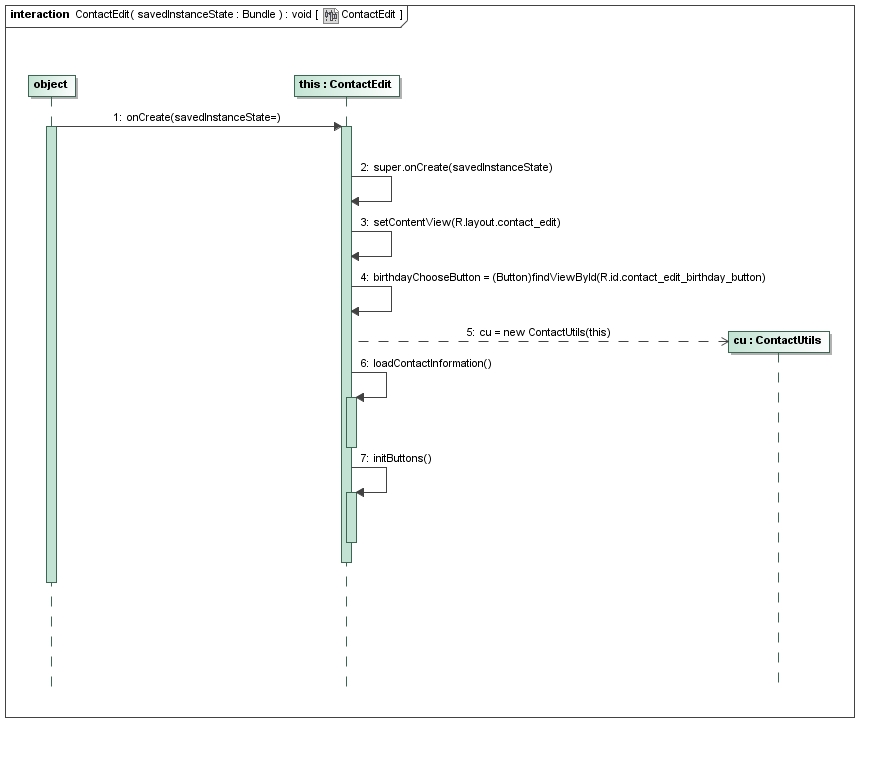 interaction ContactEdit( savedInstanceState : Bundle ) : void [ ContactEdit ]
object
this : ContactEdit
1: onCreate(savedInstanceState=)
2: super.onCreate(savedInstanceState)
3: setContentView(R.layout.contact_edit)
4: birthdayChooseButton = (Button)findViewById(R.id.contact_edit_birthday_button)
5: cu = new ContactUtils(this)
cu : ContactUtils
6: loadContactInformation()
7: initButtons()